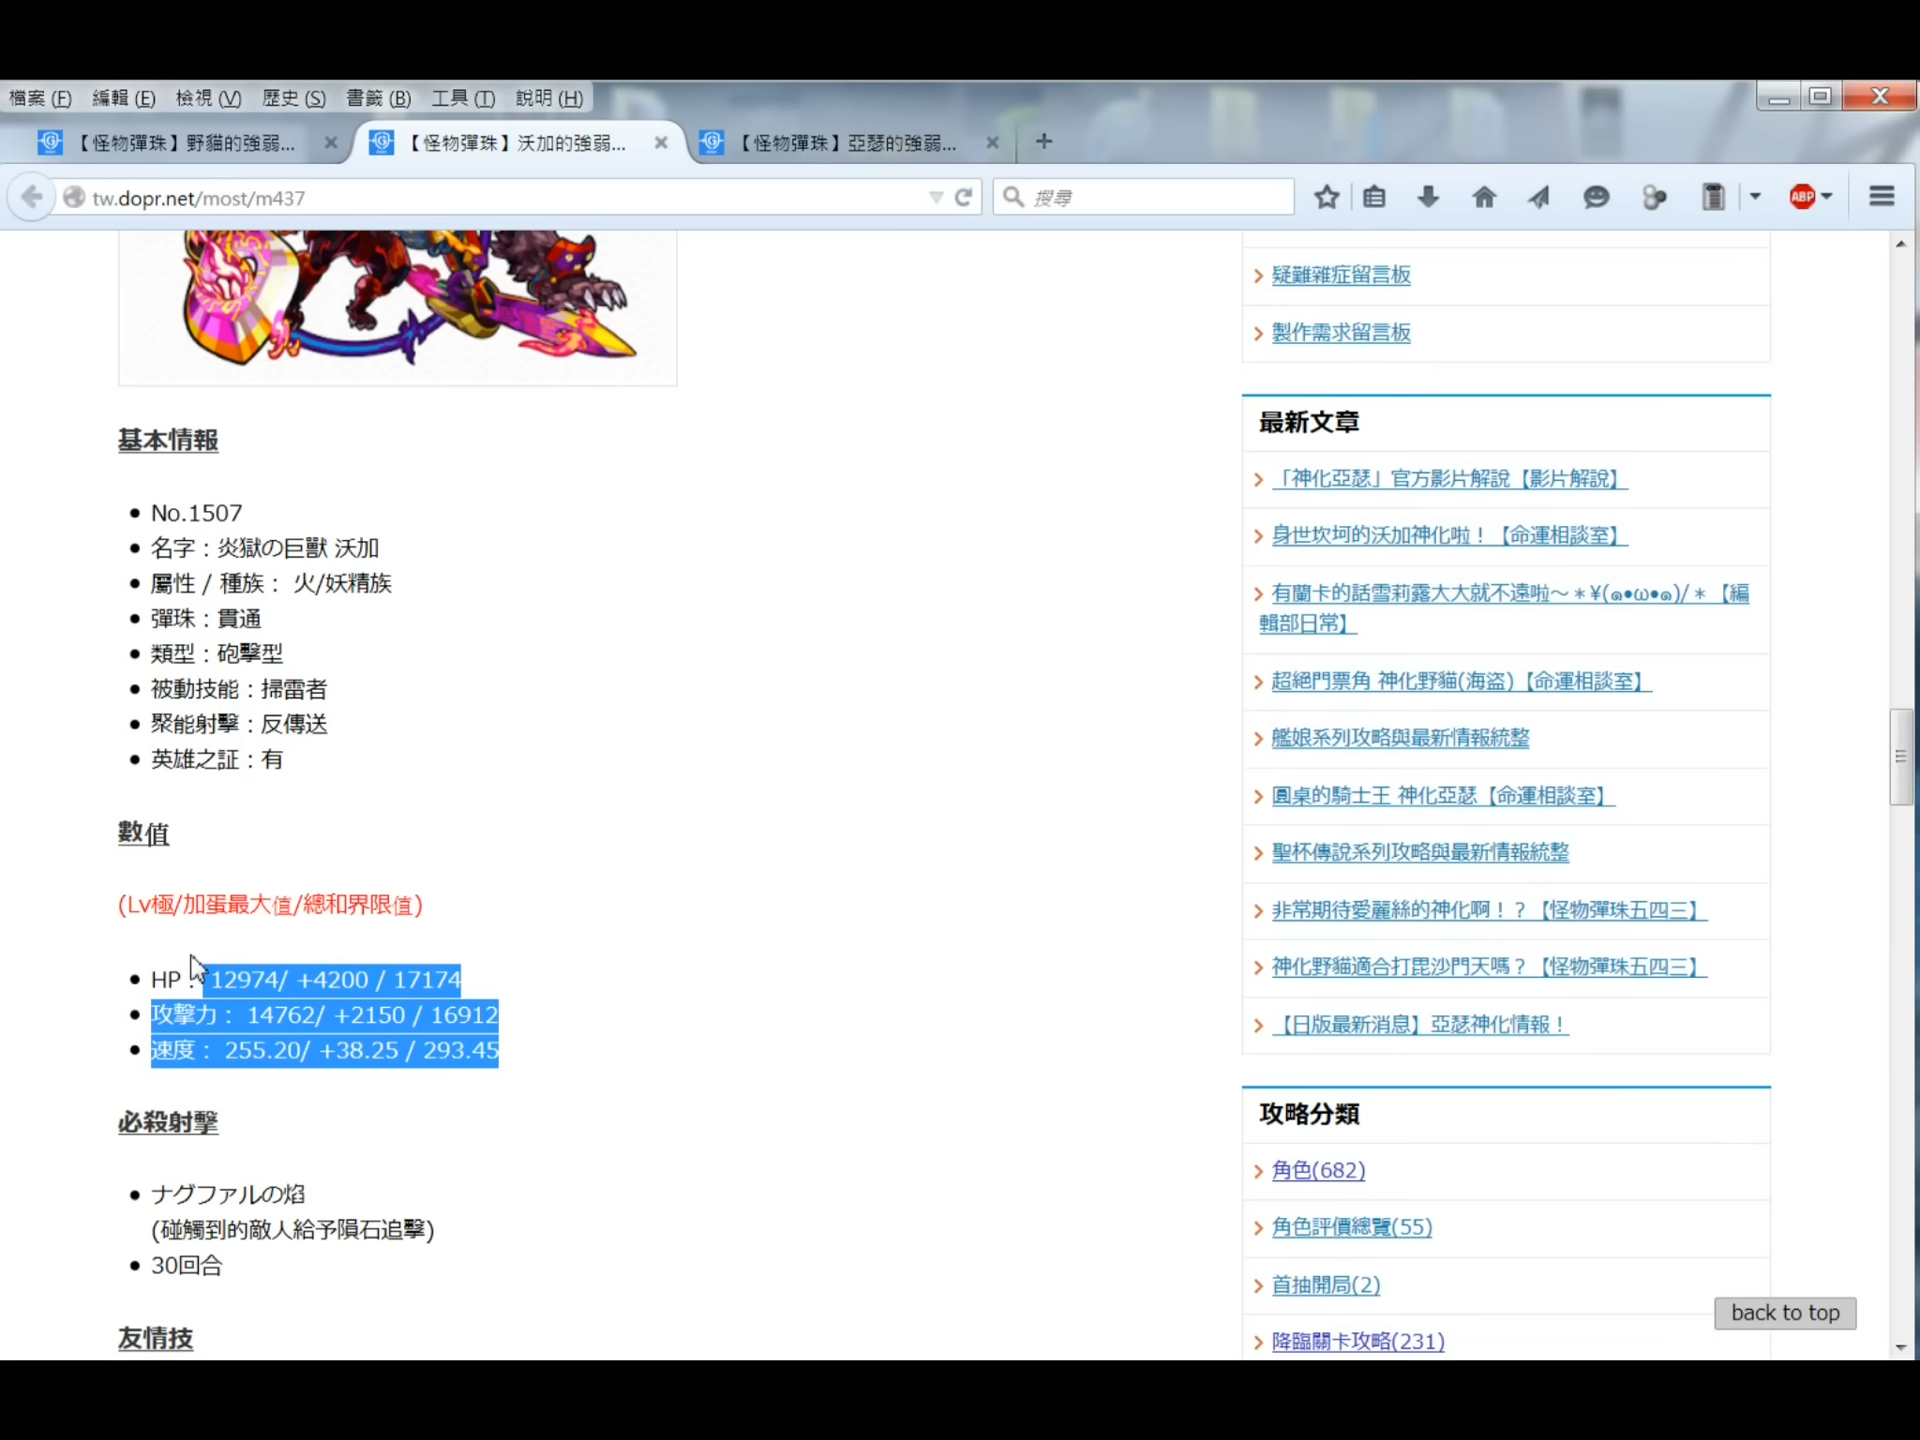 檔案 (F) 編輯 (E) 檢視 (V) 歷史 (S) 書籤 (B) 工具 (T) 說明 (H)
【怪物彈珠】野貓的強弱...
【怪物彈珠】沃加的強弱...
【怪物彈珠】亞瑟的強弱...
tw.dopr.net/most/m437
搜尋
ABP
基本情報
No.1507
名字：炎獄の巨獸 沃加
屬性 / 種族： 火/妖精族
彈珠：貫通
類型：砲擊型
被動技能：掃雷者
聚能射擊：反傳送
英雄之証：有
數值
(Lv極/加蛋最大值/總和界限值)
HP： 12974/ +4200 / 17174
攻擊力： 14762/ +2150 / 16912
速度： 255.20/ +38.25 / 293.45
必殺射擊
ナグファルの焰
(碰觸到的敵人給予隕石追擊)
30回合
友情技
疑難雜症留言板
製作需求留言板
最新文章
「神化亞瑟」官方影片解說【影片解說】
身世坎坷的沃加神化啦！【命運相談室】
有蘭卡的話雪莉露大大就不遠啦～＊¥(๑•ω•๑)/＊【編
輯部日常】
超絕門票角 神化野貓(海盜)【命運相談室】
艦娘系列攻略與最新情報統整
圓桌的騎士王 神化亞瑟【命運相談室】
聖杯傳說系列攻略與最新情報統整
非常期待愛麗絲的神化啊！？【怪物彈珠五四三】
神化野貓適合打毘沙門天嗎？【怪物彈珠五四三】
【日版最新消息】亞瑟神化情報！
攻略分類
角色(682)
角色評價總覽(55)
首抽開局(2)
降臨關卡攻略(231)
back to top